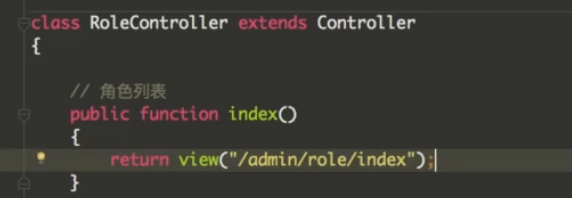 class RoleController extends Controller
{
// 角色列表
public function index()
{
return view("/admin/role/index");
}